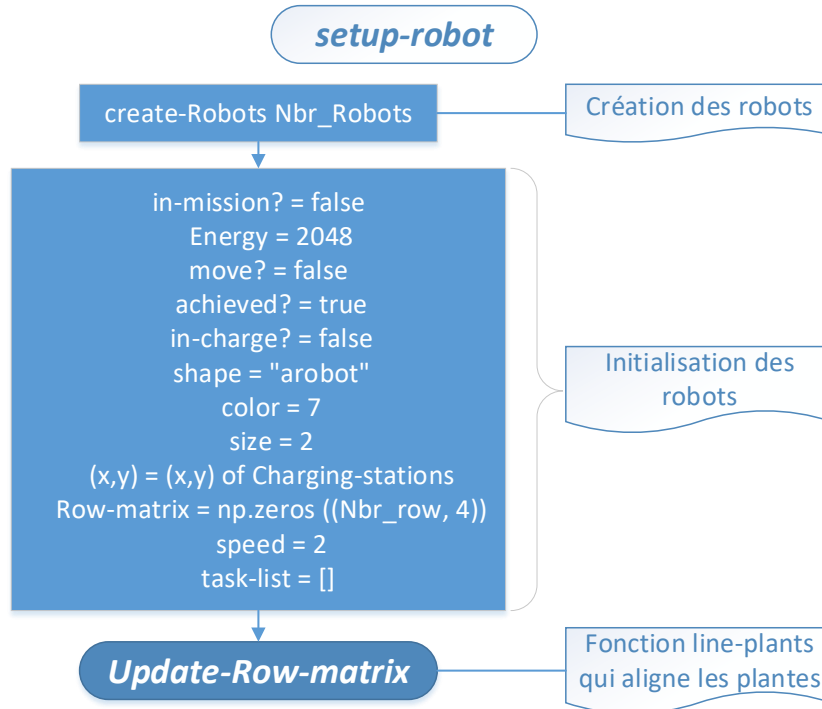 setup-robot
create-Robots Nbr_Robots
Création des robots
in-mission? = false
Energy = 2048
move? = false
achieved? = true
in-charge? = false
shape = "arobot"
color = 7
size = 2
(x,y) = (x,y) of Charging-stations
Row-matrix = np.zeros ((Nbr_row, 4))
speed = 2
task-list = []
Initialisation des
robots
Update-Row-matrix
Fonction line-plants
qui aligne les plantes